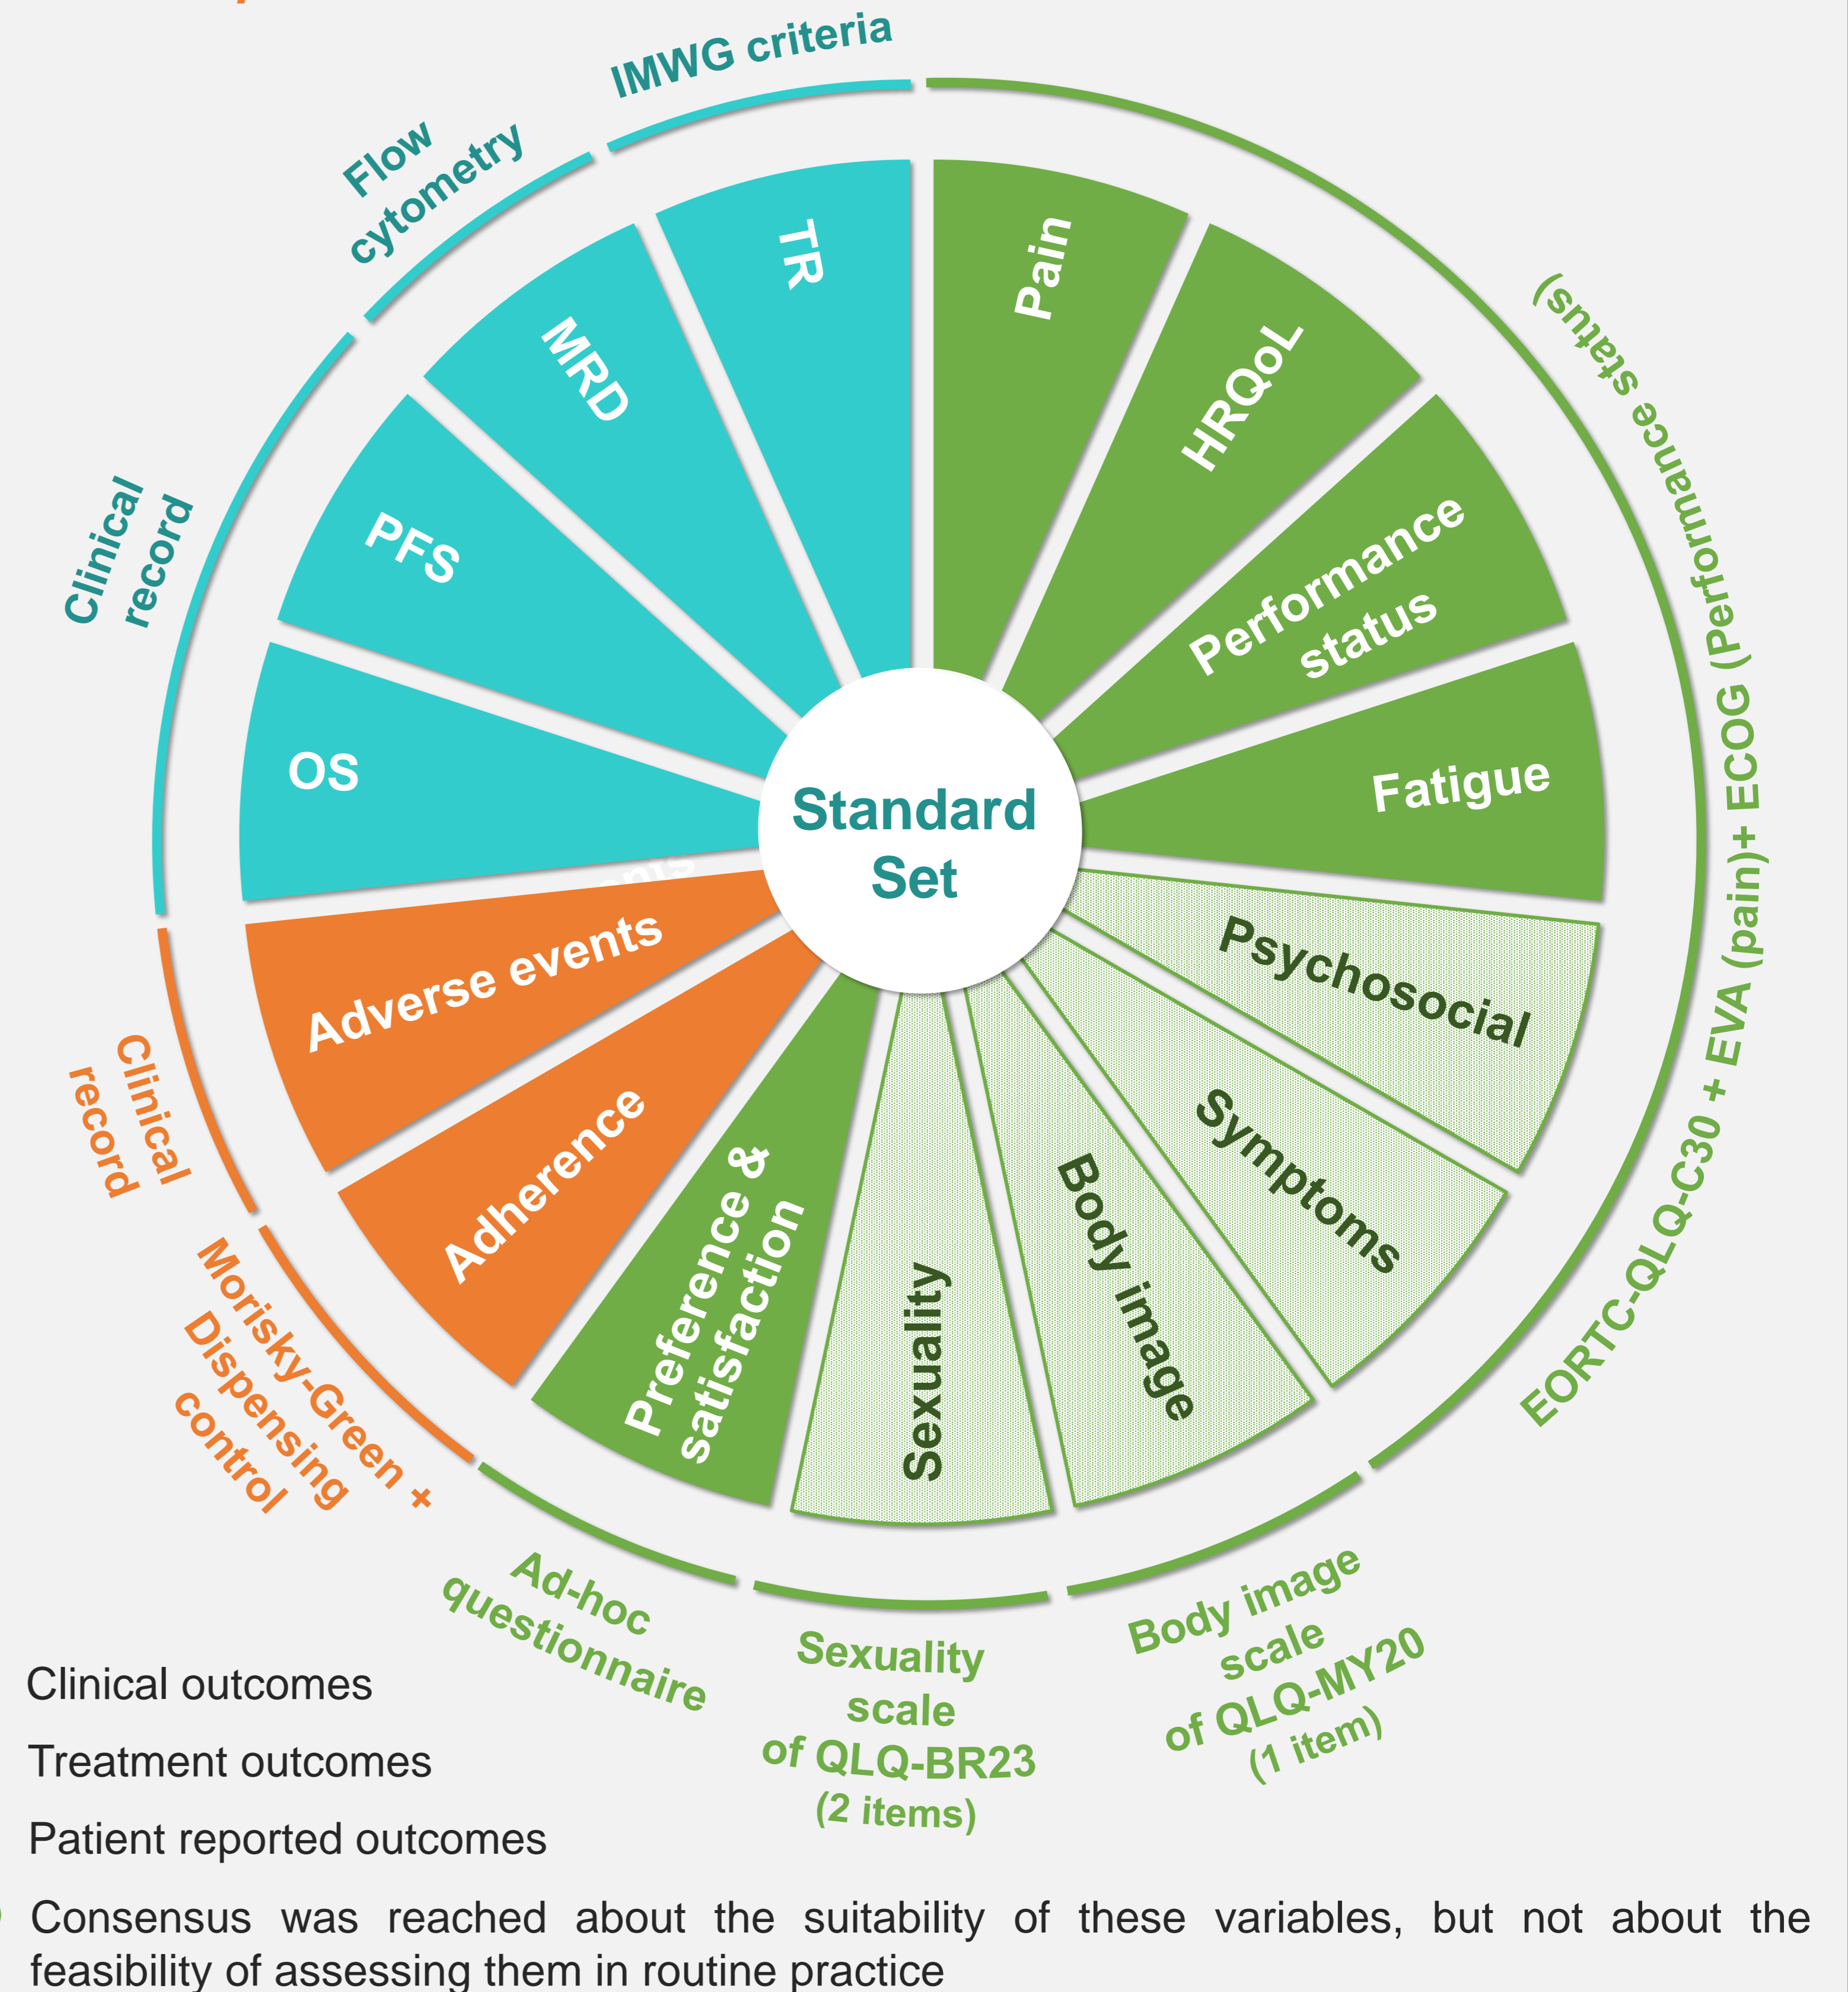 IMWG criteria
Flow
cytometry
Clinical
record
TR
MRD
PFS
OS
Pain
HRQoL
Performance
status
Fatigue
Psychosocial
Symptoms
Body image
Sexuality
Preference &
satisfaction
Adherence
Adverse events
Standard
Set
EORTC-QLQ-C30 + EVA (pain)+ ECOG (Performance status)
Clinical
record
Morisky-Green +
Dispensing
control
Ad-hoc
questionnaire
Sexuality
scale
of QLQ-BR23
(2 items)
Body image
scale
of QLQ-MY20
(1 item)
Clinical outcomes
Treatment outcomes
Patient reported outcomes
Consensus was reached about the suitability of these variables, but not about the
feasibility of assessing them in routine practice